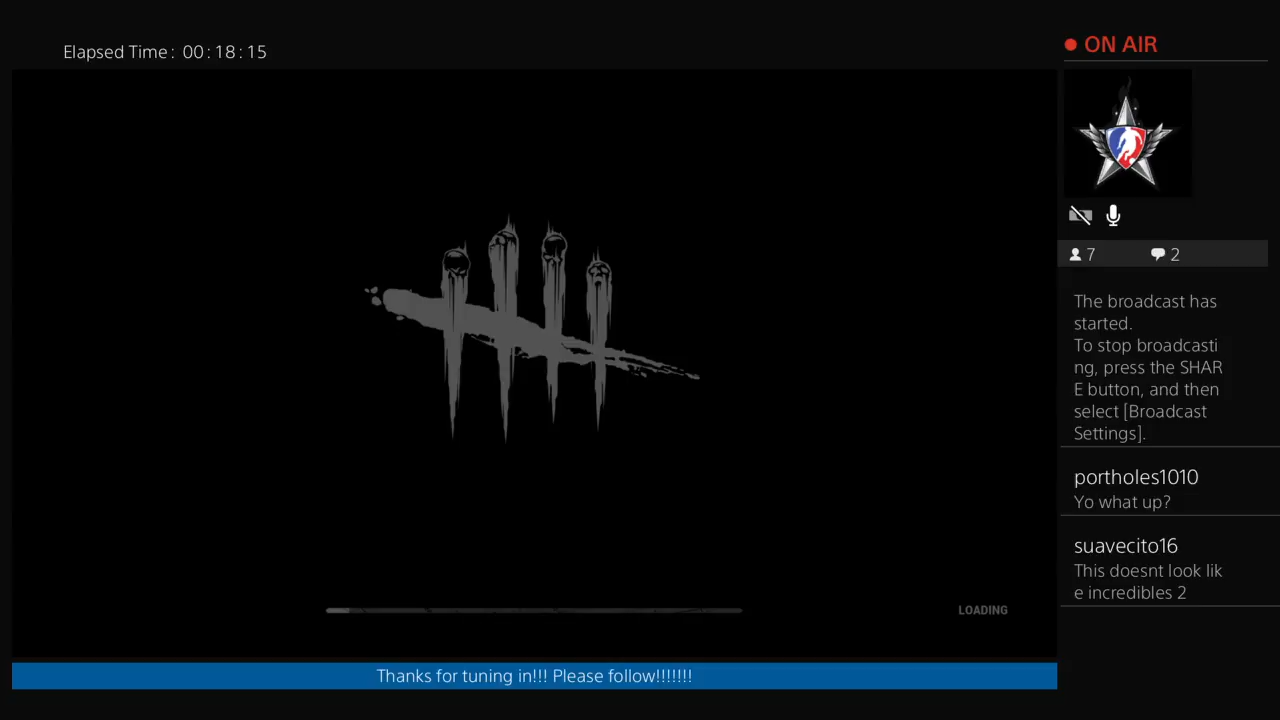 Elapsed Time: 00:18:15
ON AIR
7 2
The broadcast has
started.
To stop broadcasti
ng, press the SHAR
E button, and then
select [Broadcast
Settings].
portholes1010
Yo what up?
suavecito16
This doesnt look lik
e incredibles 2
LOADING
Thanks for tuning in!!! Please follow!!!!!!!